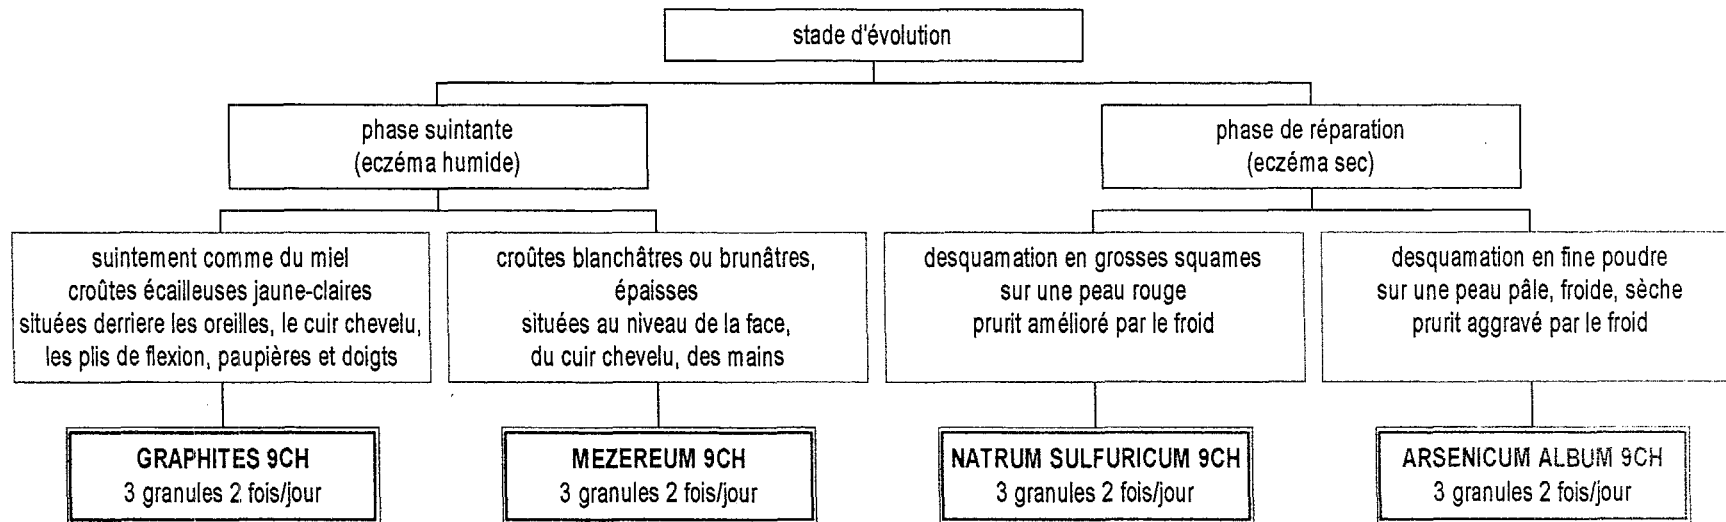 stade d'évolution
phase suintante
(eczéma humide)
phase de réparation
(eczéma sec)
suintement comme du miel
croûtes écailleuses jaune-claires
situées derriere les oreilles, le cuir chevelu,
les plis de flexion, paupières et doigts
croûtes blanchâtres ou brunâtres,
épaisses
situées au niveau de la face,
du cuir chevelu, des mains
desquamation en grosses squames
sur une peau rouge
prurit amélioré par le froid
desquamation en fine poudre
sur une peau pâle, froide, sèche
prurit aggravé par le froid
GRAPHITES 9CH
3 granules 2 fois/jour
MEZEREUM 9CH
3 granules 2 fois/jour
NATRUM SULFURICUM 9CH
3 granules 2 fois/jour
ARSENICUM ALBUM 9CH
3 granules 2 fois/jour